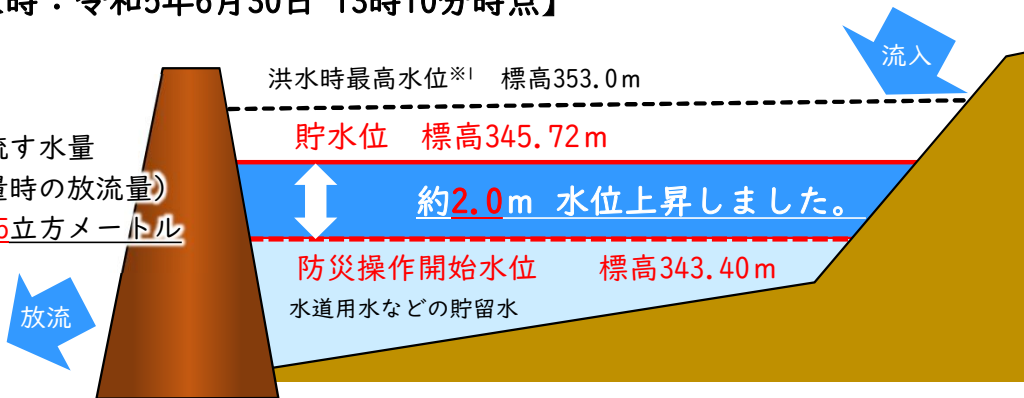 時：令和5年6月30日 13時10分時点】
流入
洪水時最高水位※1 標高353.0m
貯水位 標高345.72m
流す水量
量時の放流量）
5立方メートル
約2.0m 水位上昇しました。
防災操作開始水位 標高343.40m
水道用水などの貯留水
放流